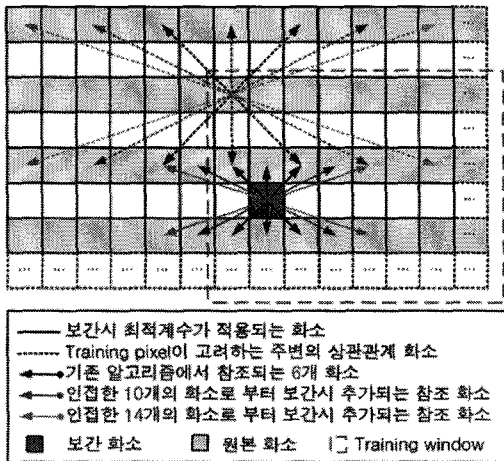 보간시 최적계수가 적용되는 화소
Training pixel이 고려하는 주변의 상관관계 화소
기존 알고리즘에서 참조되는 6개 화소
인접한 10개의 화소로 부터 보간시 추가되는 참조 화소
인접한 14개의 화소로 부터 보간시 추가되는 참조 화소
보간 화소 원본 화소 Training window